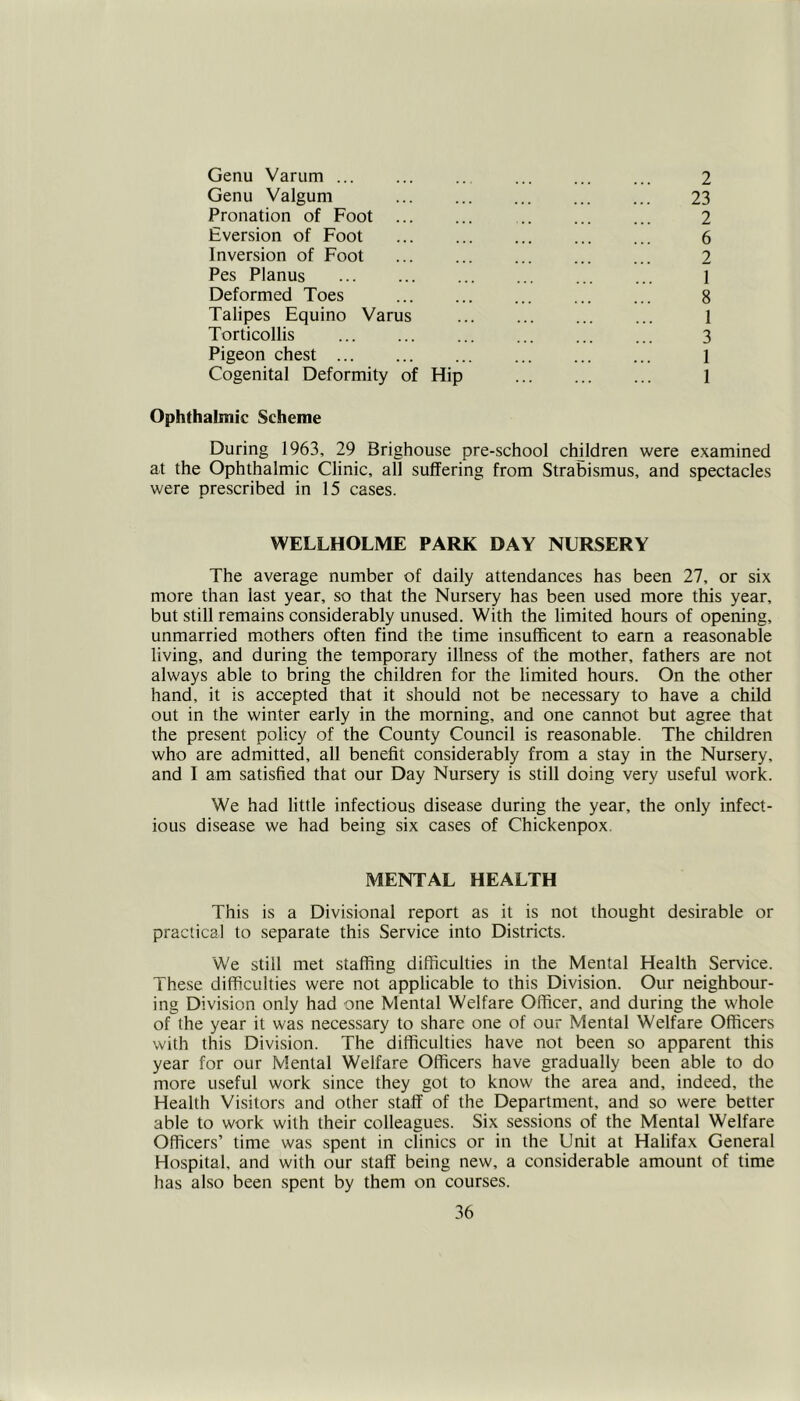 Genu Varum ... ... ... ... ... ... 2
Genu Valgum ... ... ... ... ... 23
Pronation of Foot ... ... .. ... ... 2
Eversion of Foot ... ... ... ... ... 6
Inversion of Foot ... ... ... ... ... 2
Pes Planus ... ... ... ... ... ... 1
Deformed Toes ... ... ... ... ... 8
Talipes Equino Varus ... ... ... ... 1
Torticollis ... ... ... ... ... ... 3
Pigeon chest ... ... ... ... ... ... 1
Cogenital Deformity of Hip ... ... ... 1
Ophthalmic Scheme
During 1963, 29 Brighouse pre-school children were examined
at the Ophthalmic Clinic, all suffering from Strabismus, and spectacles
were prescribed in 15 cases.
WELLHOLME PARK DAY NURSERY
The average number of daily attendances has been 27, or six
more than last year, so that the Nursery has been used more this year,
but still remains considerably unused. With the limited hours of opening,
unmarried mothers often find the time insufficent to earn a reasonable
living, and during the temporary illness of the mother, fathers are not
always able to bring the children for the limited hours. On the other
hand, it is accepted that it should not be necessary to have a child
out in the winter early in the morning, and one cannot but agree that
the present policy of the County Council is reasonable. The children
who are admitted, all benefit considerably from a stay in the Nursery,
and I am satisfied that our Day Nursery is still doing very useful work.
We had little infectious disease during the year, the only infect-
ious disease we had being six cases of Chickenpox.
MENTAL HEALTH
This is a Divisional report as it is not thought desirable or
practical to separate this Service into Districts.
We still met staffing difficulties in the Mental Health Service.
These difficulties were not applicable to this Division. Our neighbour-
ing Division only had one Mental Welfare Officer, and during the whole
of the year it was necessary to share one of our Mental Welfare Officers
with this Division. The difficulties have not been so apparent this
year for our Mental Welfare Officers have gradually been able to do
more useful work since they got to know the area and, indeed, the
Health Visitors and other staff of the Department, and so were better
able to work with their colleagues. Six sessions of the Mental Welfare
Officers' time was spent in clinics or in the Unit at Halifax General
Hospital, and with our staff being new, a considerable amount of time
has also been spent by them on courses.
36